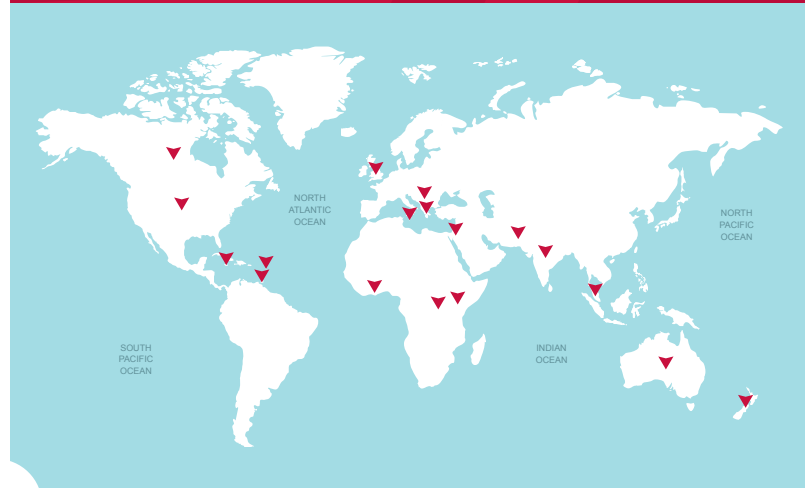 NORTH
ATLANTIC
OCEAN
NORTH
PACIFIC
OCEAN
SOUTH
PACIFIC
OCEAN
INDIAN
OCEAN